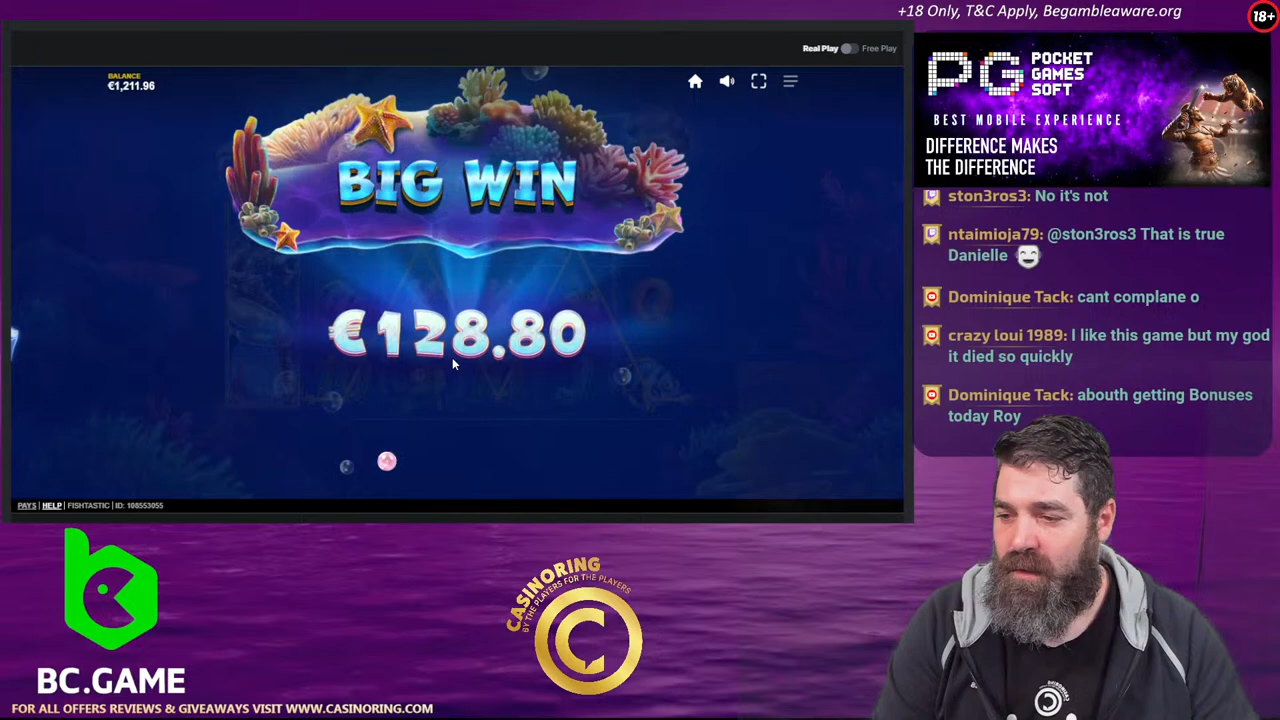 +18 Only, T&C Apply, Begambleaware.org
18+
Real Play Free Play
BALANCE
€1,211.96
BIG WIN
€128.80
PAYS | HELP | FISHTASTIC | ID: 108553055
PG POCKET
GAMES
SOFT
BEST MOBILE EXPERIENCE
DIFFERENCE MAKES
THE DIFFERENCE
ston3ros3: No it's not
ntaimioja79: @ston3ros3 That is true
Danielle
Dominique Tack: cant complane o
crazy loui 1989: I like this game but my god
it died so quickly
Dominique Tack: abouth getting Bonuses
today Roy
BC.GAME
CASINORING
BY THE PLAYERS FOR THE PLAYERS
FOR ALL OFFERS REVIEWS & GIVEAWAYS VISIT WWW.CASINORING.COM